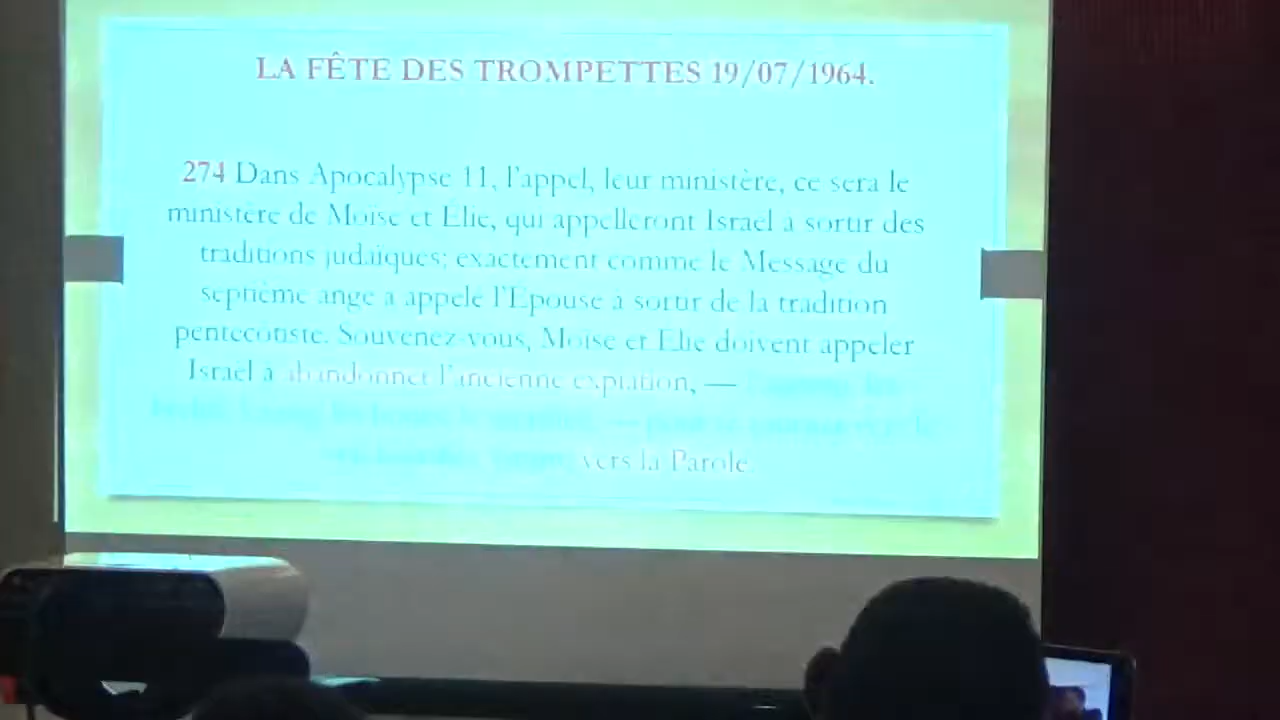 LA FÊTE DES TROMPETTES 19/07/1964.
274 Dans Apocalypse 11, l'appel, leur ministère, ce sera le
ministère de Moïse et Élie, qui appelleront Israël à sortir des
traditions judaïques; exactement comme le Message du
septième ange a appelé l'Épouse à sortir de la tradition
pentecôtiste. Souvenez-vous, Moïse et Élie doivent appeler
Israël à abandonner l'ancienne expiation, —
vers la Parole.